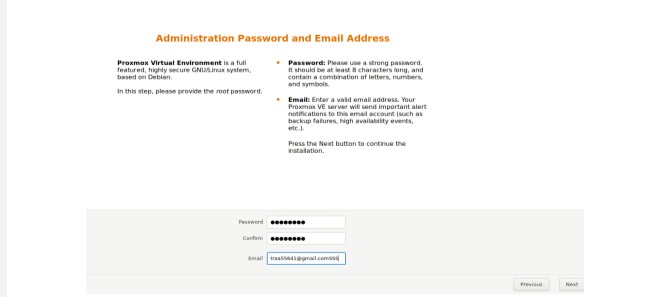 Administration Password and Email Address
Proxmox Virtual Environment is a full
featured, highly secure GNU/Linux system,
based on Debian.
In this step, please provide the root password.
Password: Please use a strong password.
It should be at least 8 characters long, and
contain a combination of letters, numbers,
and symbols.
Email: Enter a valid email address. Your
Proxmox VE server will send important alert
notifications to this email account (such as
backup failures, high availability events,
etc.).
Press the Next button to continue the
installation.
Password ●●●●●●●●
Confirm ●●●●●●●●
Email
Previous Next